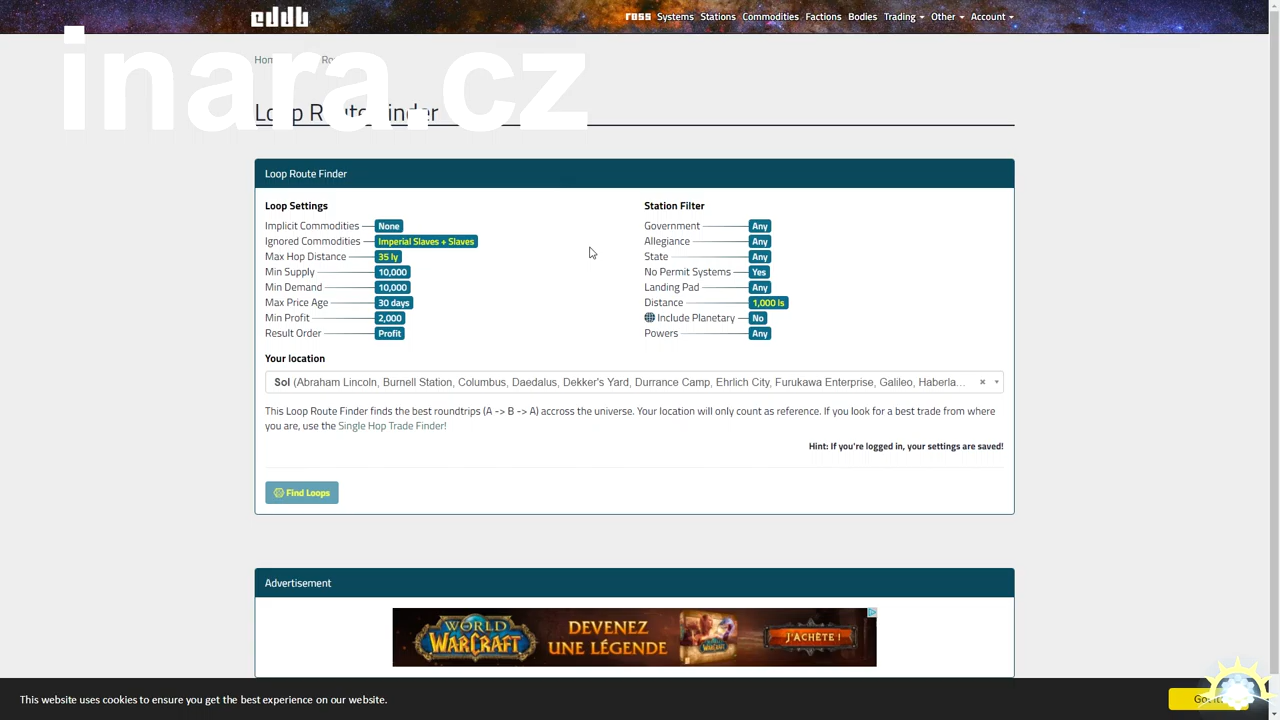 eddb
ross Systems Stations Commodities Factions Bodies Trading Other Account
inara.cz
Loop Route Finder
Loop Route Finder
Loop Settings
Implicit Commodities None
Ignored Commodities Imperial Slaves + Slaves
Max Hop Distance 35 ly
Min Supply 10,000
Min Demand 10,000
Max Price Age 30 days
Min Profit 2,000
Result Order Profit
Station Filter
Government Any
Allegiance Any
State Any
No Permit Systems Yes
Landing Pad Any
Distance 1,000 ls
Include Planetary No
Powers Any
Your location
Sol (Abraham Lincoln, Burnell Station, Columbus, Daedalus, Dekker's Yard, Durrance Camp, Ehrlich City, Furukawa Enterprise, Galileo, Haberla... ×
This Loop Route Finder finds the best roundtrips (A -> B -> A) accross the universe. Your location will only count as reference. If you look for a best trade from where
you are, use the Single Hop Trade Finder!
Hint: If you're logged in, your settings are saved!
Find Loops
Advertisement
WORLD WARCRAFT
DEVENEZ
UNE LÉGENDE
J'ACHÈTE !
This website uses cookies to ensure you get the best experience on our website.